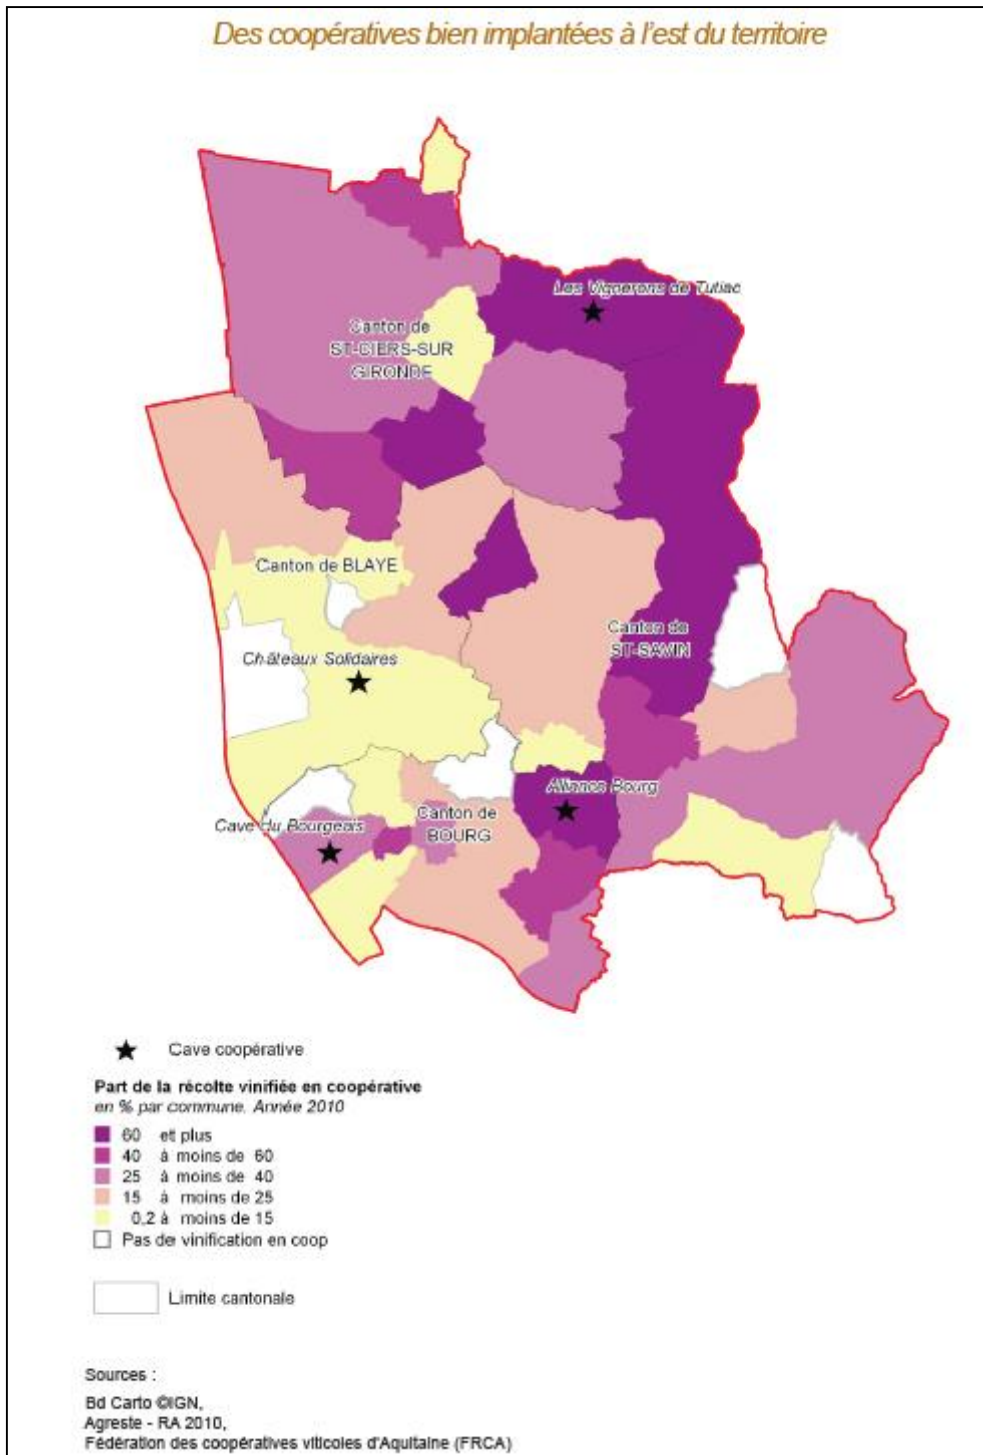 Des coopératives bien implantées à l'est du territoire
Les Vignerons de Tutiac
Canton de
ST-CIERS-SUR
GIRONDE
Canton de BLAYE
Canton de
ST-SAVIN
Châteaux Solidaires
Alliance Bourg
Canton de
BOURG
Cave du Bourgeais
Cave coopérative
Part de la récolte vinifiée en coopérative
en % par commune. Année 2010
60 et plus
40 à moins de 60
25 à moins de 40
15 à moins de 25
0,2 à moins de 15
Pas de vinification en coop
Limite cantonale
Sources :
Bd Carto ©IGN,
Agreste - RA 2010,
Fédération des coopératives viticoles d'Aquitaine (FRCA)